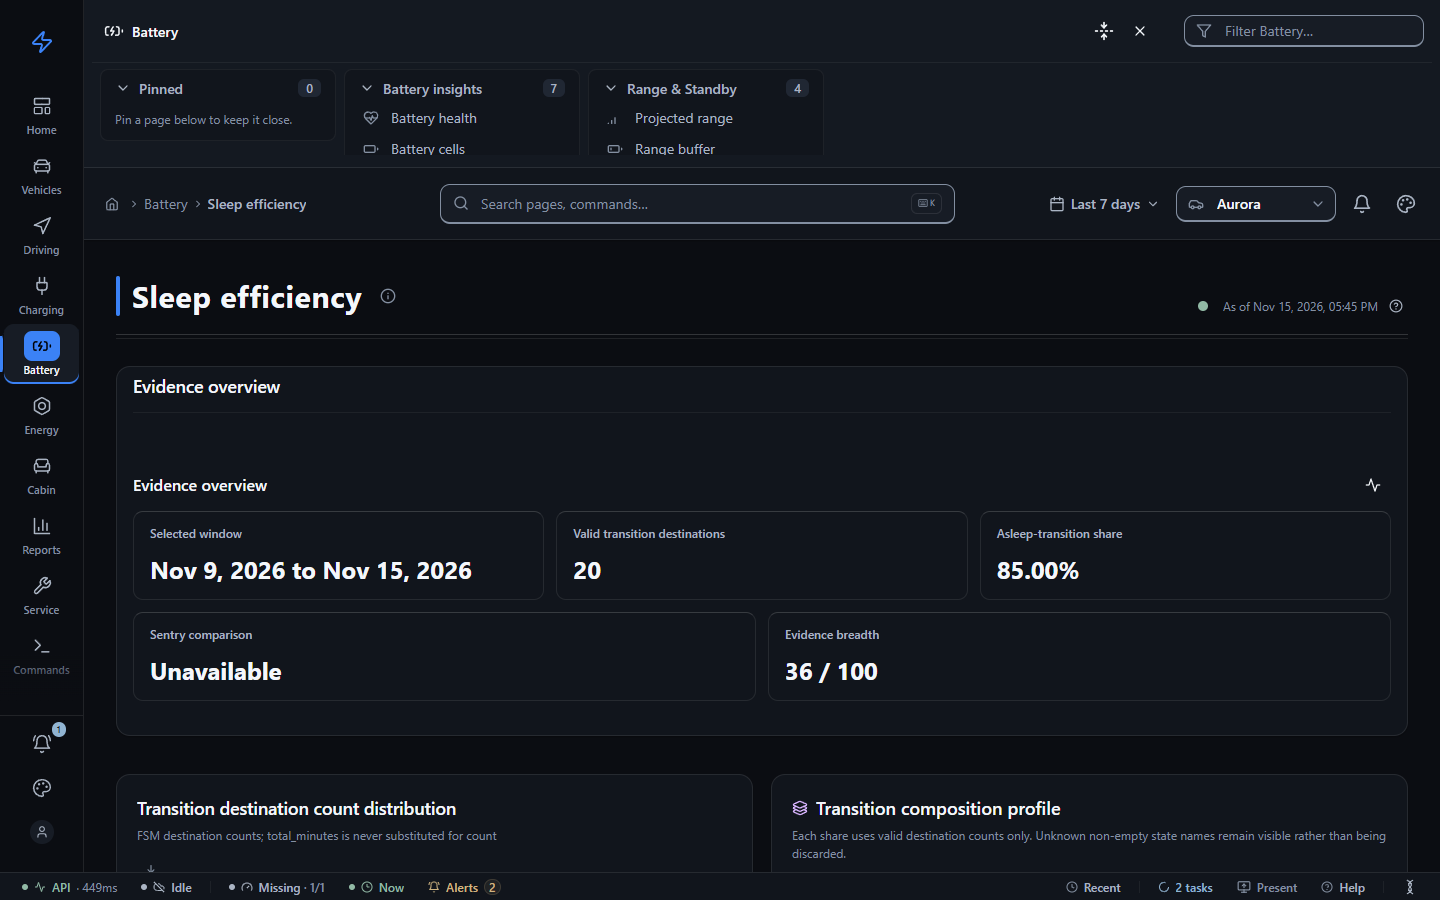 Battery
Filter Battery...
Pinned 0
Pin a page below to keep it close.
Battery insights 7
Battery health
Battery cells
Range & Standby 4
Projected range
Range buffer
Home
Vehicles
Driving
Charging
Battery
Energy
Cabin
Reports
Service
Commands
1
Battery Sleep efficiency
Search pages, commands... K
Last 7 days
Aurora
Sleep efficiency
As of Nov 15, 2026, 05:45 PM
Evidence overview
Evidence overview
Selected window
Nov 9, 2026 to Nov 15, 2026
Valid transition destinations
20
Asleep-transition share
85.00%
Sentry comparison
Unavailable
Evidence breadth
36 / 100
Transition destination count distribution
FSM destination counts; total_minutes is never substituted for count
Transition composition profile
Each share uses valid destination counts only. Unknown non-empty state names remain visible rather than being
discarded.
API · 449ms
Idle
Missing · 1/1
Now
Alerts 2
Recent
2 tasks
Present
Help